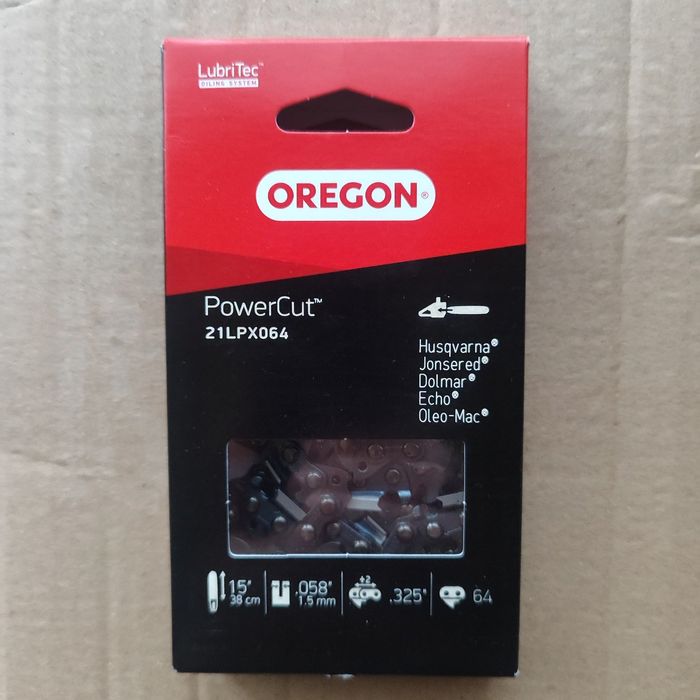 LubriTec™
OILING SYSTEM
OREGON®
PowerCut™
21LPX064
Husqvarna®
Jonsered®
Dolmar®
Echo®
Oleo-Mac®
15"
38 cm
.058"
1.5 mm
÷2
.325"
64